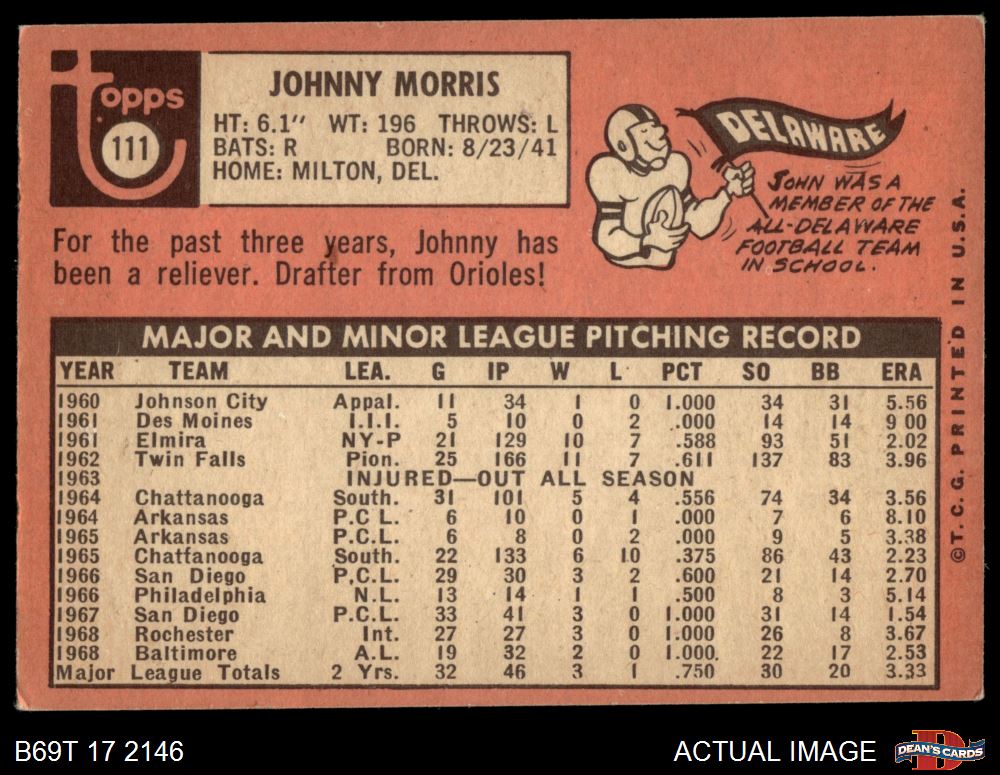 topps
111
JOHNNY MORRIS
HT: 6.1" WT: 196 THROWS: L
BATS: R BORN: 8/23/41
HOME: MILTON, DEL.
For the past three years, Johnny has
been a reliever. Drafter from Orioles!
DELAWARE
JOHN WAS A
MEMBER OF THE
ALL-DELAWARE
FOOTBALL TEAM
IN SCHOOL.
MAJOR AND MINOR LEAGUE PITCHING RECORD
YEAR TEAM LEA. G IP W L PCT SO BB ERA
1960 Johnson City Appal. 11 34 1 0 1.000 34 31 5.56
1961 Des Moines I.I.I. 5 10 0 2 .000 14 14 9 00
1961 Elmira NY-P 21 129 10 7 .588 93 51 2.02
1962 Twin Falls Pion. 25 166 11 7 .611 137 83 3.96
1963 INJURED—OUT ALL SEASON
1964 Chattanooga South. 31 101 5 4 .556 74 34 3.56
1964 Arkansas P.C L. 6 10 0 1 .000 7 6 8.10
1965 Arkansas P.C.L. 6 8 0 2 .000 9 5 3.38
1965 Chattanooga South. 22 133 6 10 .375 86 43 2.23
1966 San Diego P.C.L. 29 30 3 2 .600 21 14 2.70
1966 Philadelphia N.L. 13 14 1 1 .500 8 3 5.14
1967 San Diego P.C.L. 33 41 3 0 1.000 31 14 1.54
1968 Rochester Int. 27 27 3 0 1.000 26 8 3.67
1968 Baltimore A.L. 19 32 2 0 1.000. 22 17 2.53
Major League Totals 2 Yrs. 32 46 3 1 .750 30 20 3.33
©T. C. G. PRINTED IN U.S.A.
B69T 17 2146
ACTUAL IMAGE
DEAN'S CARDS